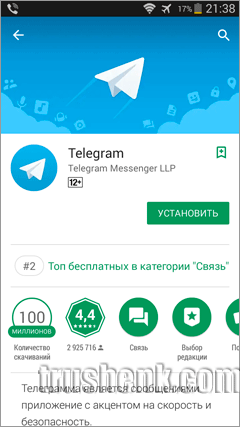 17% 21:38
Telegram
Telegram Messenger LLP
12+
УСТАНОВИТЬ
#2 Топ бесплатных в категории "Связь"
100
МИЛЛИОНОВ
4,4
Количество
скачиваний
2 925 716
Связь
Выбор
редакции
По
trushenk.com
Телеграмма является сообщениями
приложение с акцентом на скорость и
безопасность.